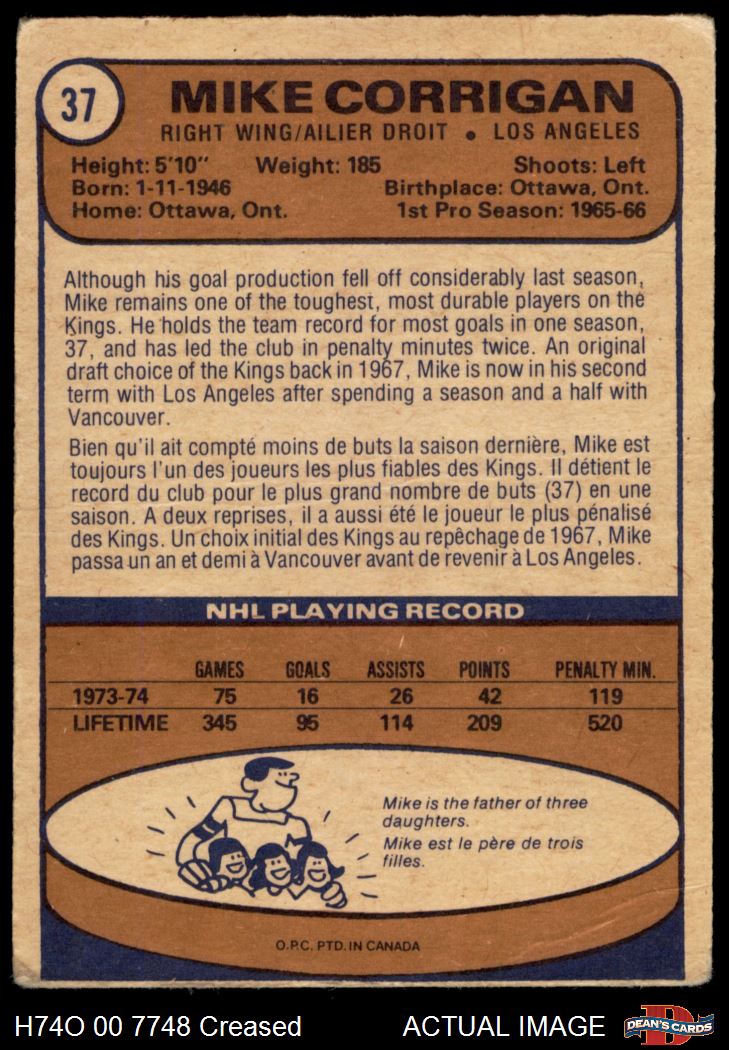 37
MIKE CORRIGAN
RIGHT WING/AILIER DROIT • LOS ANGELES
Height: 5'10" Weight: 185 Shoots: Left
Born: 1-11-1946 Birthplace: Ottawa, Ont.
Home: Ottawa, Ont. 1st Pro Season: 1965-66
Although his goal production fell off considerably last season,
Mike remains one of the toughest, most durable players on the
Kings. He holds the team record for most goals in one season,
37, and has led the club in penalty minutes twice. An original
draft choice of the Kings back in 1967, Mike is now in his second
term with Los Angeles after spending a season and a half with
Vancouver.
Bien qu'il ait compté moins de buts la saison dernière, Mike est
toujours l'un des joueurs les plus fiables des Kings. Il détient le
record du club pour le plus grand nombre de buts (37) en une
saison. A deux reprises, il a aussi été le joueur le plus pénalisé
des Kings. Un choix initial des Kings au repêchage de 1967, Mike
passa un an et demi à Vancouver avant de revenir à Los Angeles.
NHL PLAYING RECORD
GAMES GOALS ASSISTS POINTS PENALTY MIN.
1973-74 75 16 26 42 119
LIFETIME 345 95 114 209 520
Mike is the father of three
daughters.
Mike est le père de trois
filles.
O.P.C. PTD. IN CANADA
H74O 00 7748 Creased ACTUAL IMAGE
D
DEAN'S CARDS